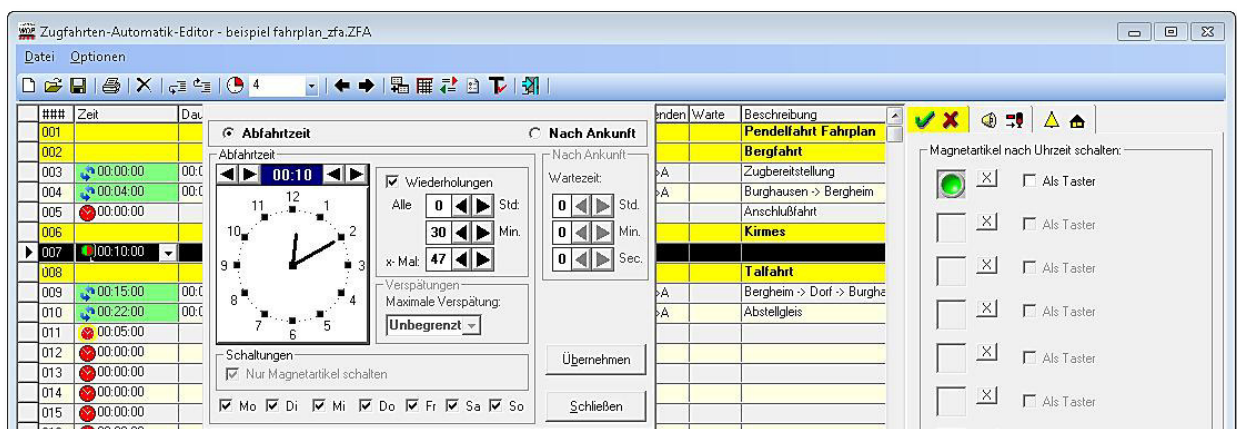 Zugfahrten-Automatik-Editor - beispiel fahrplan_zfa.ZFA
Datei Optionen
4
### Zeit Dau enden Warte Beschreibung
001 Pendelfahrt Fahrplan
002 Bergfahrt
003 00:00:00 00:0 >A Zugbereitstellung
004 00:04:00 00:0 >A Burghausen -> Bergheim
005 00:00:00 Anschlußfahrt
006 Kirmes
007 00:10:00
008 Talfahrt
009 00:15:00 00:0 >A Bergheim -> Dorf -> Burgha
010 00:22:00 00:0 >A Abstellgleis
011 00:05:00
012 00:00:00
013 00:00:00
014 00:00:00
015 00:00:00
Abfahrtzeit Nach Ankunft
Abfahrtzeit
00:10
12
11 1
10 2
9 3
8 4
7 5
6
Wiederholungen
Alle 0 Std:
30 Min.
x- Mal: 47
Verspätungen
Maximale Verspätung:
Unbegrenzt
Nach Ankunft
Wartezeit:
0 Std.
0 Min.
0 Sec.
Schaltungen
Nur Magnetartikel schalten
Mo Di Mi Do Fr Sa So
Übernehmen
Schließen
Magnetartikel nach Uhrzeit schalten:
X Als Taster
X Als Taster
X Als Taster
X Als Taster
X Als Taster
X Als Taster